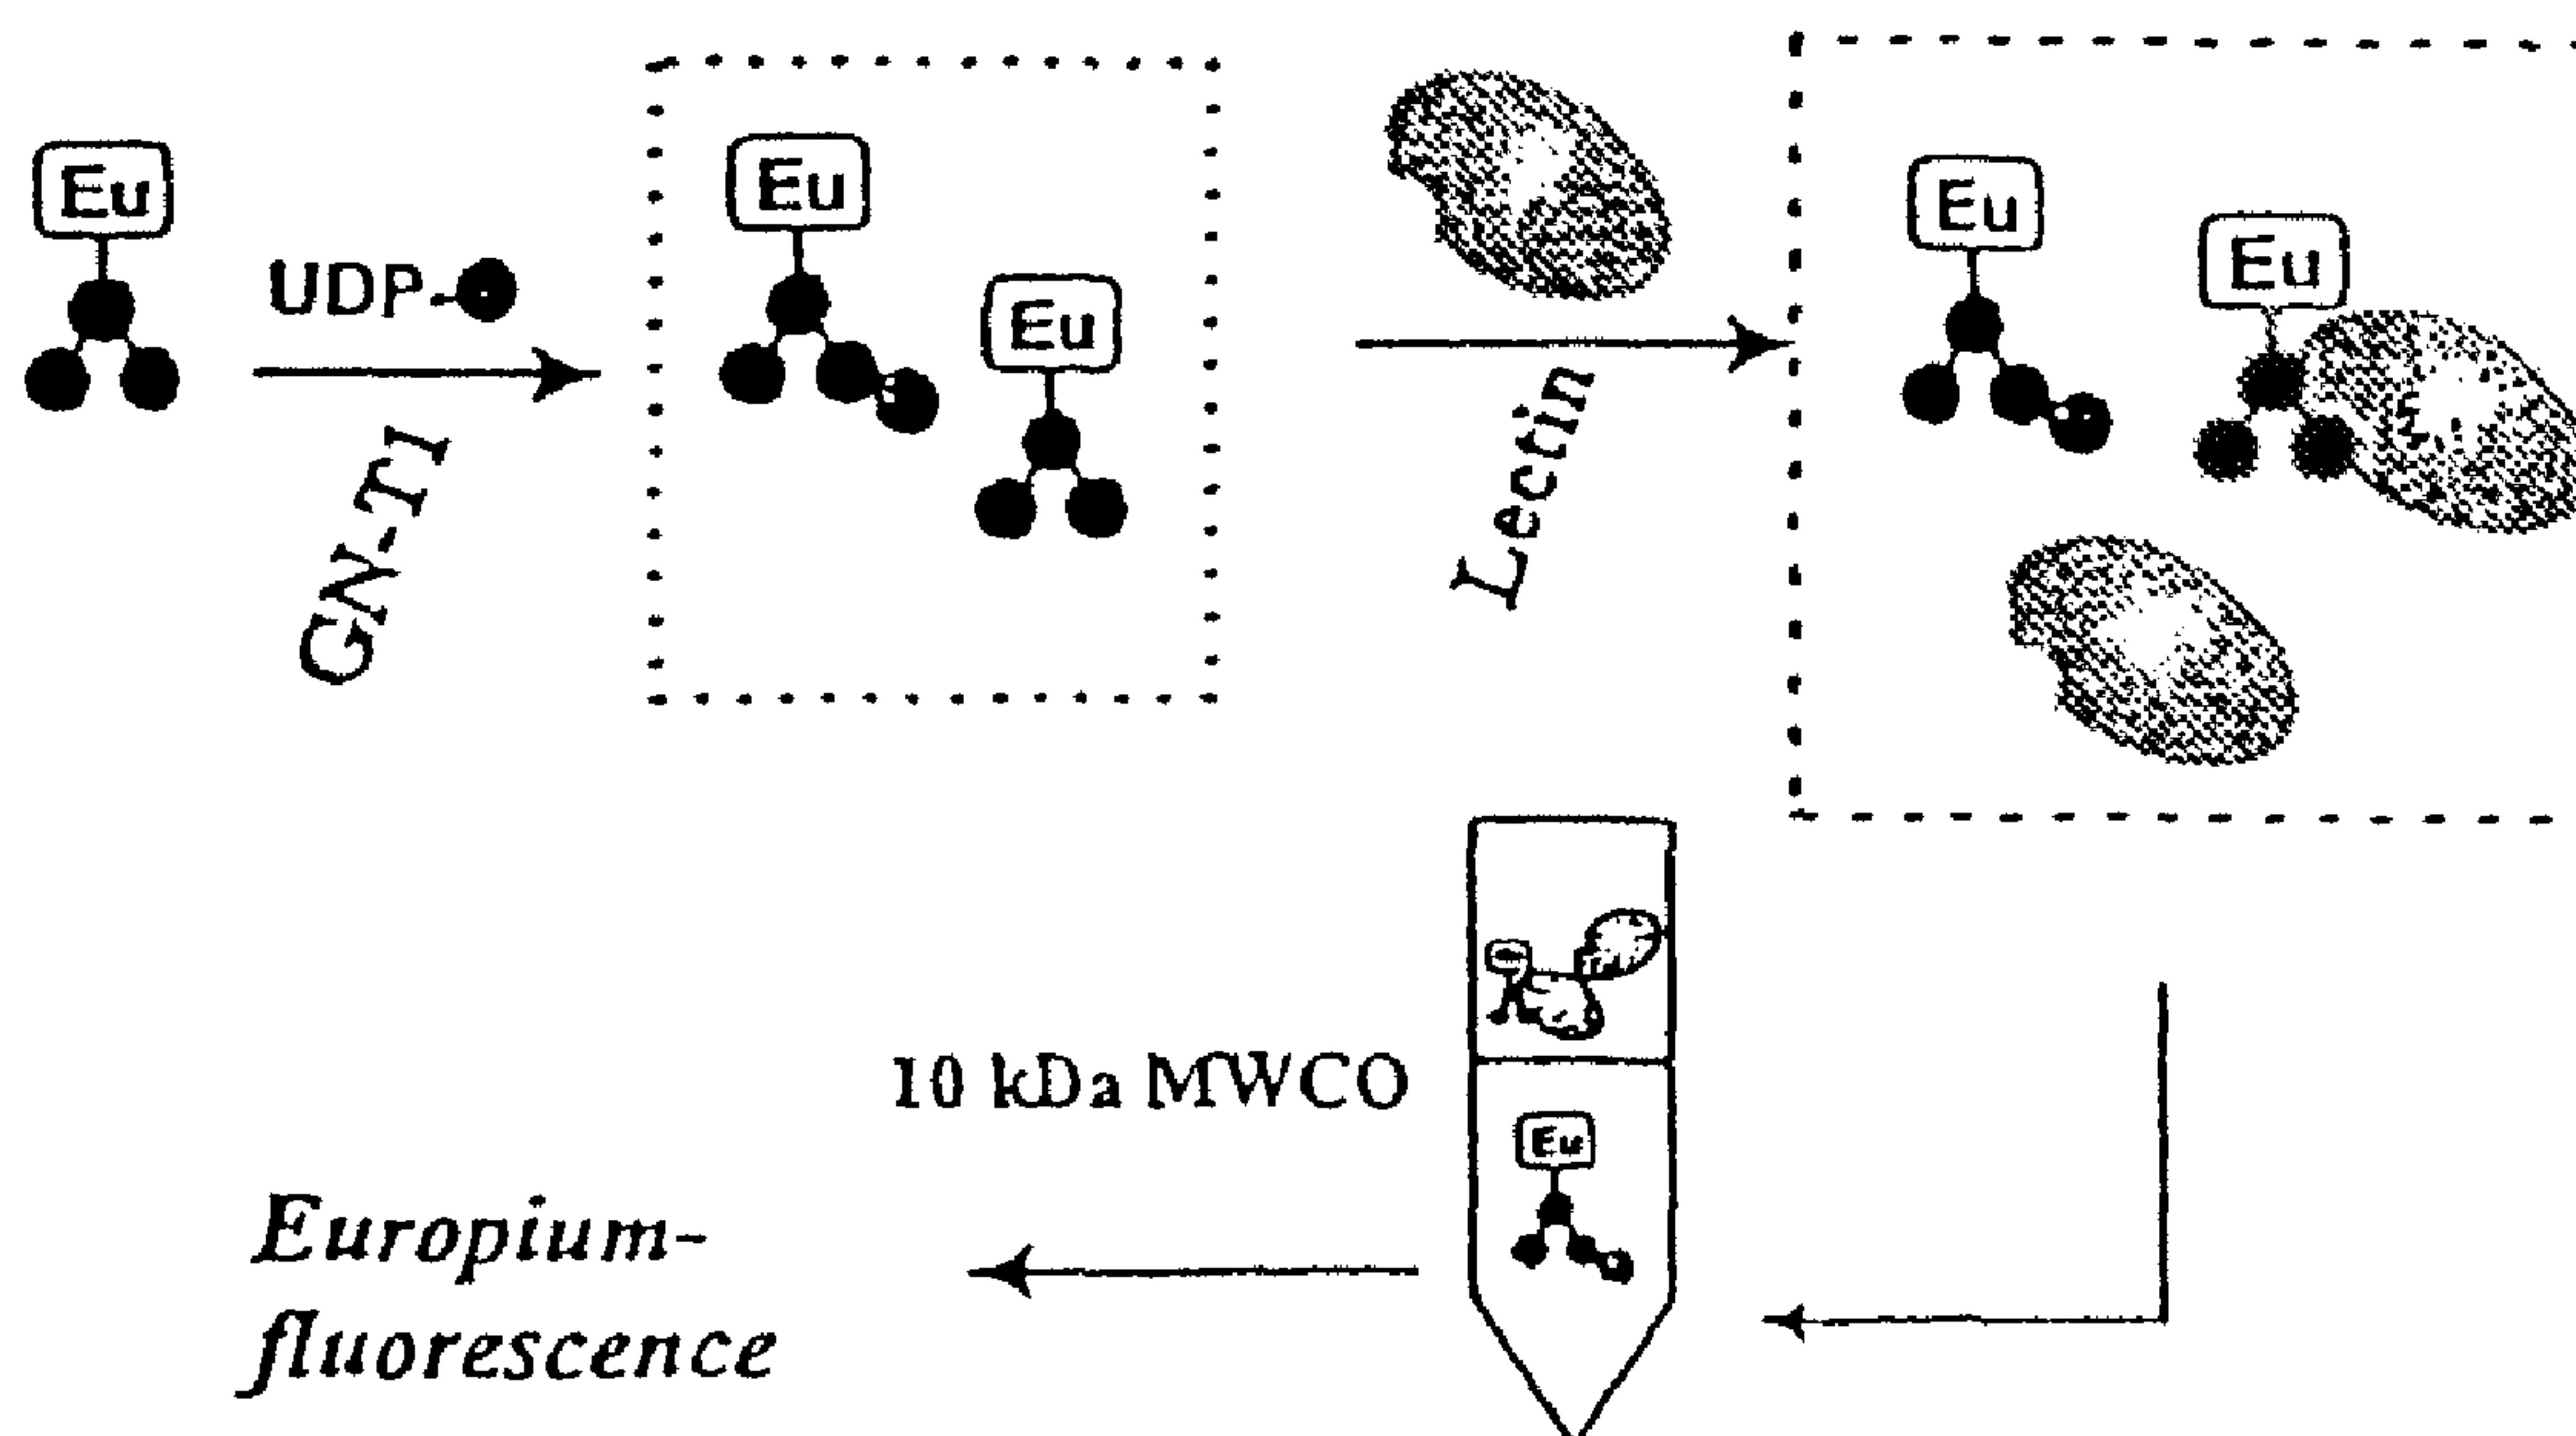 Eu
UDP-
GN-TI
Eu
Eu
Lectin
Eu
Eu
10 kDa MWCO
Eu
Europium-
fluorescence